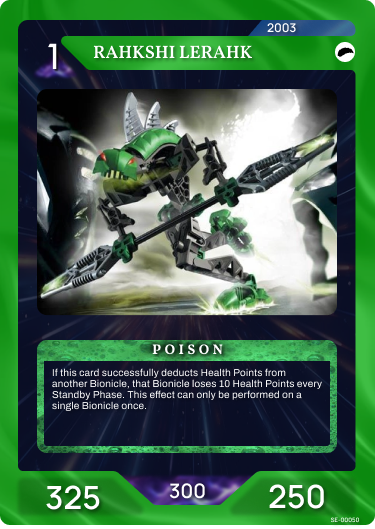 2003
1 RAHKSHI LERAHK
POISON
If this card successfully deducts Health Points from
another Bionicle, that Bionicle loses 10 Health Points every
Standby Phase. This effect can only be performed on a
single Bionicle once.
325 300 250
SE-00050